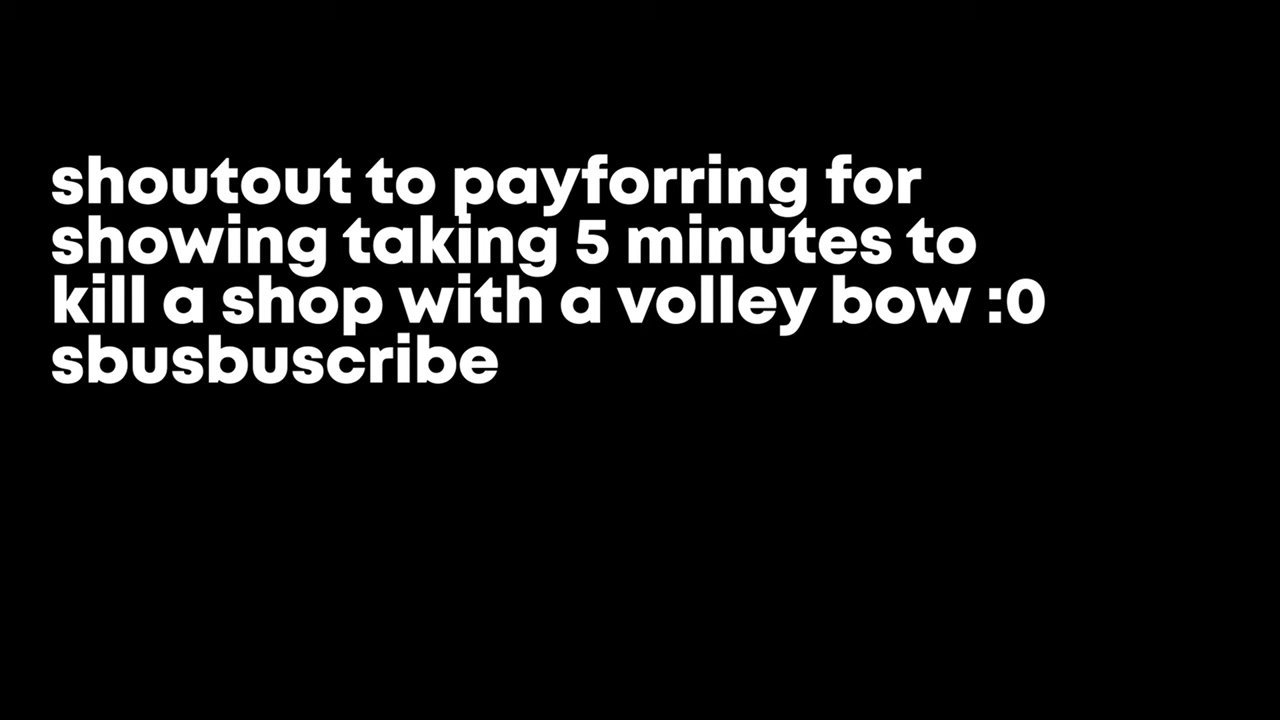 shoutout to payforring for
showing taking 5 minutes to
kill a shop with a volley bow :0
sbusbuscribe